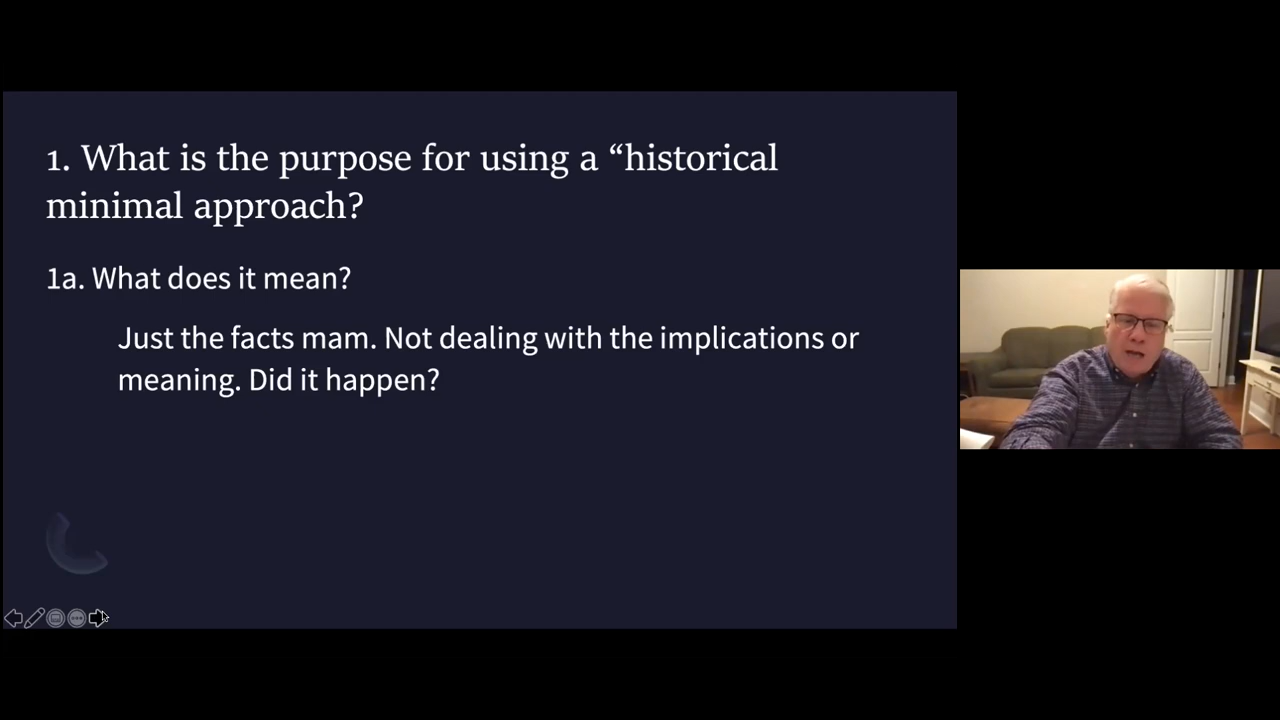 1. What is the purpose for using a “historical
minimal approach?
1a. What does it mean?
Just the facts mam. Not dealing with the implications or
meaning. Did it happen?